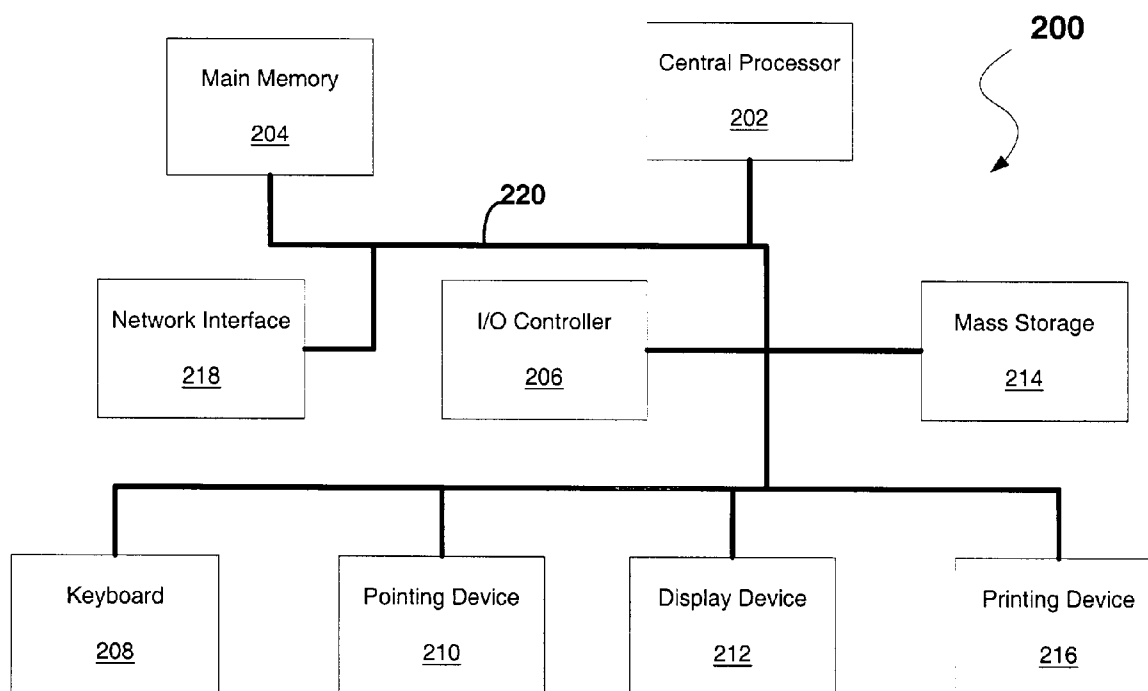 200
Main Memory
204
Central Processor
202
220
Network Interface
218
I/O Controller
206
Mass Storage
214
Keyboard
208
Pointing Device
210
Display Device
212
Printing Device
216